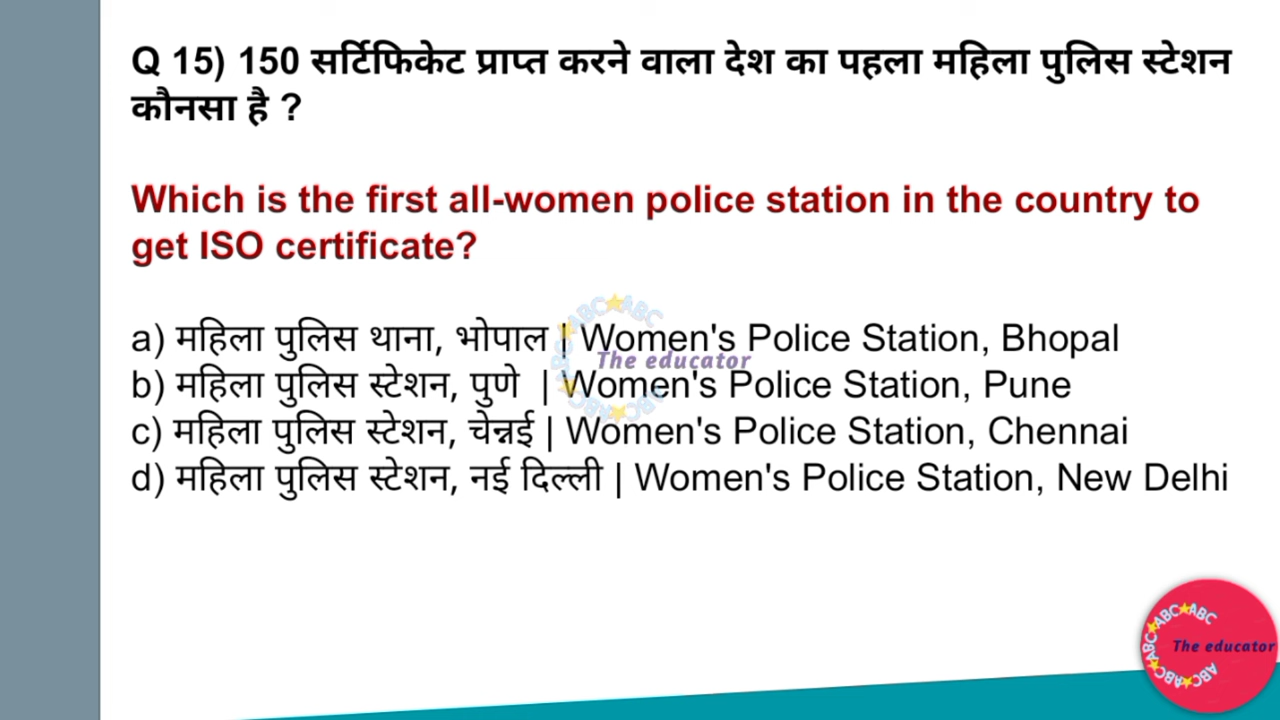 Q 15) 150 सर्टिफिकेट प्राप्त करने वाला देश का पहला महिला पुलिस स्टेशन
कौनसा है ?
Which is the first all-women police station in the country to
get ISO certificate?
a) महिला पुलिस थाना, भोपाल | Women's Police Station, Bhopal
The educator
b) महिला पुलिस स्टेशन, पुणे | Women's Police Station, Pune
c) महिला पुलिस स्टेशन, चेन्नई | Women's Police Station, Chennai
d) महिला पुलिस स्टेशन, नई दिल्ली | Women's Police Station, New Delhi
ABC★ABC
The educator
ABC★ABC